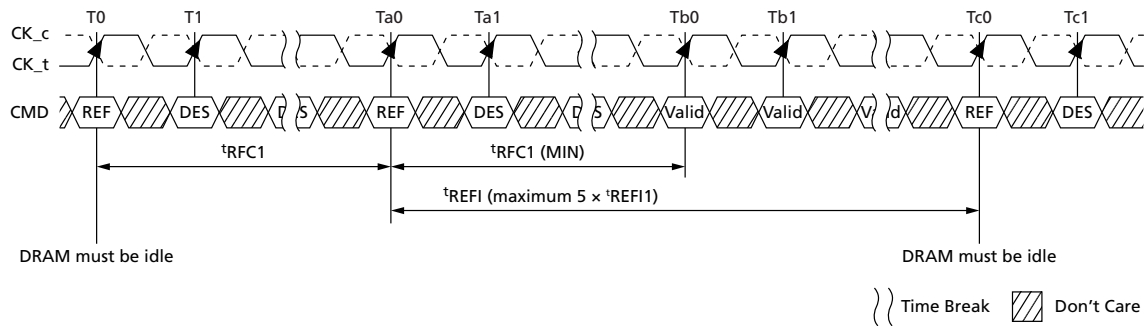 T0 T1 Ta0 Ta1 Tb0 Tb1 Tc0 Tc1
CK_c
CK_t
CMD REF DES REF DES Valid Valid REF DES
tRFC1 tRFC1 (MIN)
tREFI (maximum 5 × tREFI1)
DRAM must be idle DRAM must be idle
Time Break Don't Care